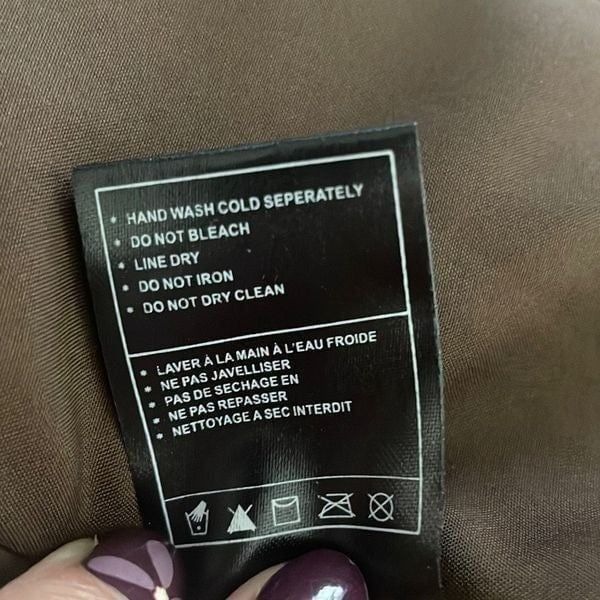 * HAND WASH COLD SEPERATELY
* DO NOT BLEACH
* LINE DRY
* DO NOT IRON
* DO NOT DRY CLEAN
* LAVER À LA MAIN À L'EAU FROIDE
* NE PAS JAVELLISER
* PAS DE SECHAGE EN
* NE PAS REPASSER
* NETTOYAGE A SEC INTERDIT